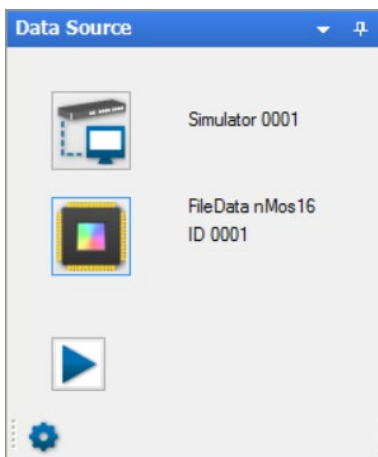 Data Source
Simulator 0001
FileData nMos16
ID 0001